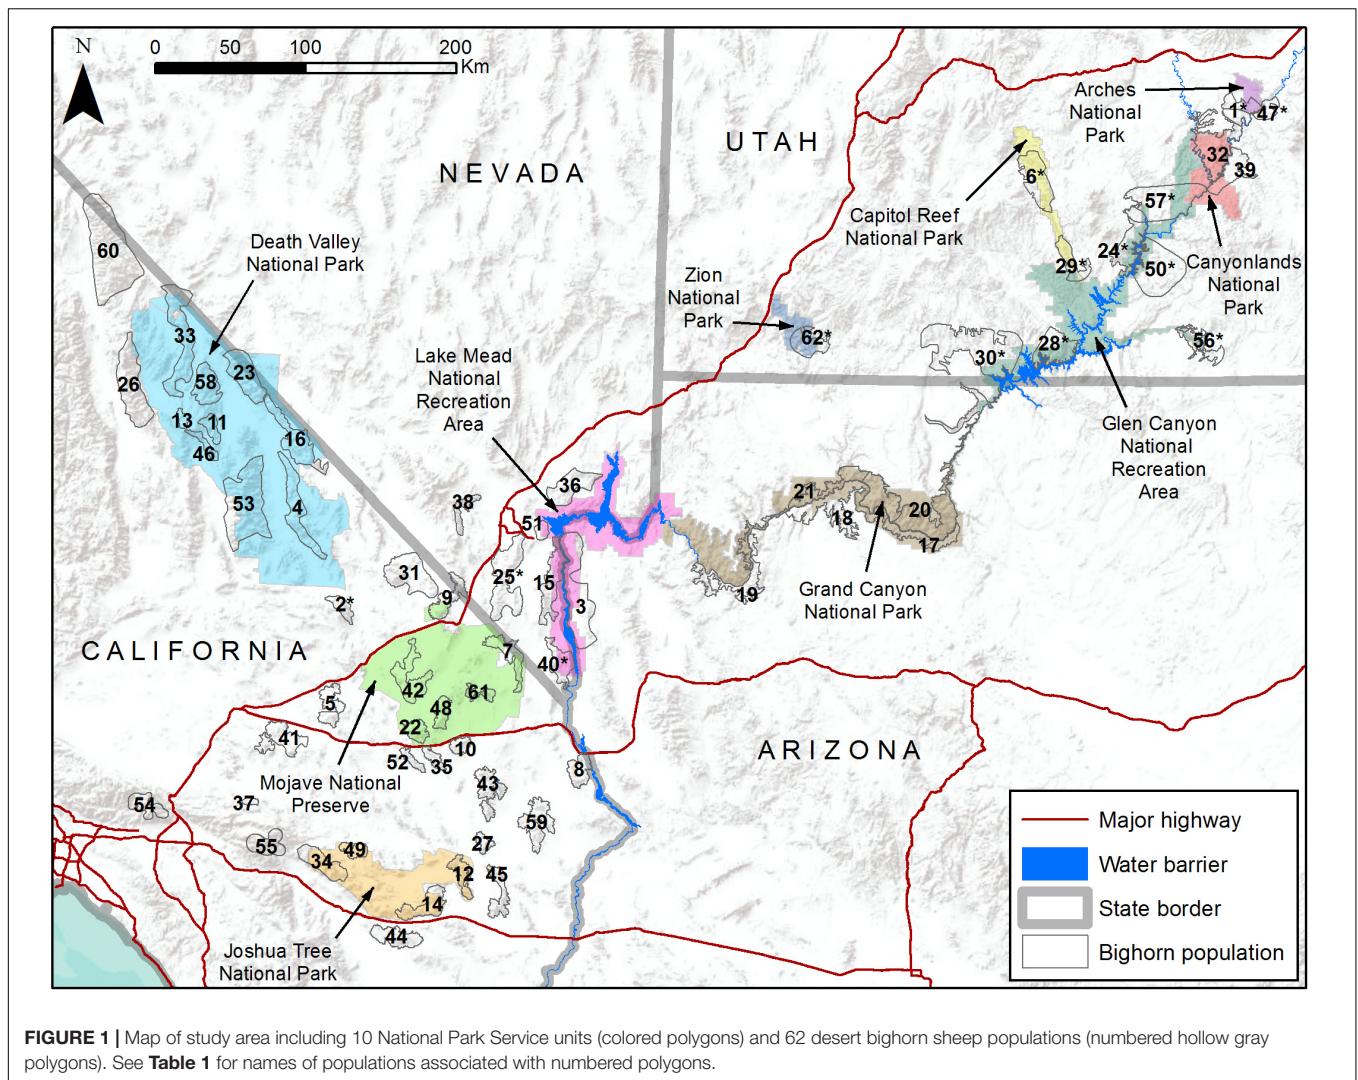 N
0 50 100 200
Km
NEVADA
UTAH
Arches
National
Park
1*
47*
32
39
6*
57*
Capitol Reef
National Park
24*
29*
50*
Canyonlands
National
Park
60
Death Valley
National Park
Zion
National
Park
62*
33
58
23
26
13
11
16
46
53
4
Lake Mead
National
Recreation
Area
30*
28*
56*
Glen Canyon
National
Recreation
Area
36
38
51
21
18
20
17
19
Grand Canyon
National Park
31
9
25*
15
3
2*
7
40*
CALIFORNIA
42
61
48
22
5
41
10
52
35
Mojave National
Preserve
ARIZONA
8
43
54
37
59
55
49
34
27
12
45
14
44
Joshua Tree
National Park
Major highway
Water barrier
State border
Bighorn population
FIGURE 1 | Map of study area including 10 National Park Service units (colored polygons) and 62 desert bighorn sheep populations (numbered hollow gray
polygons). See Table 1 for names of populations associated with numbered polygons.